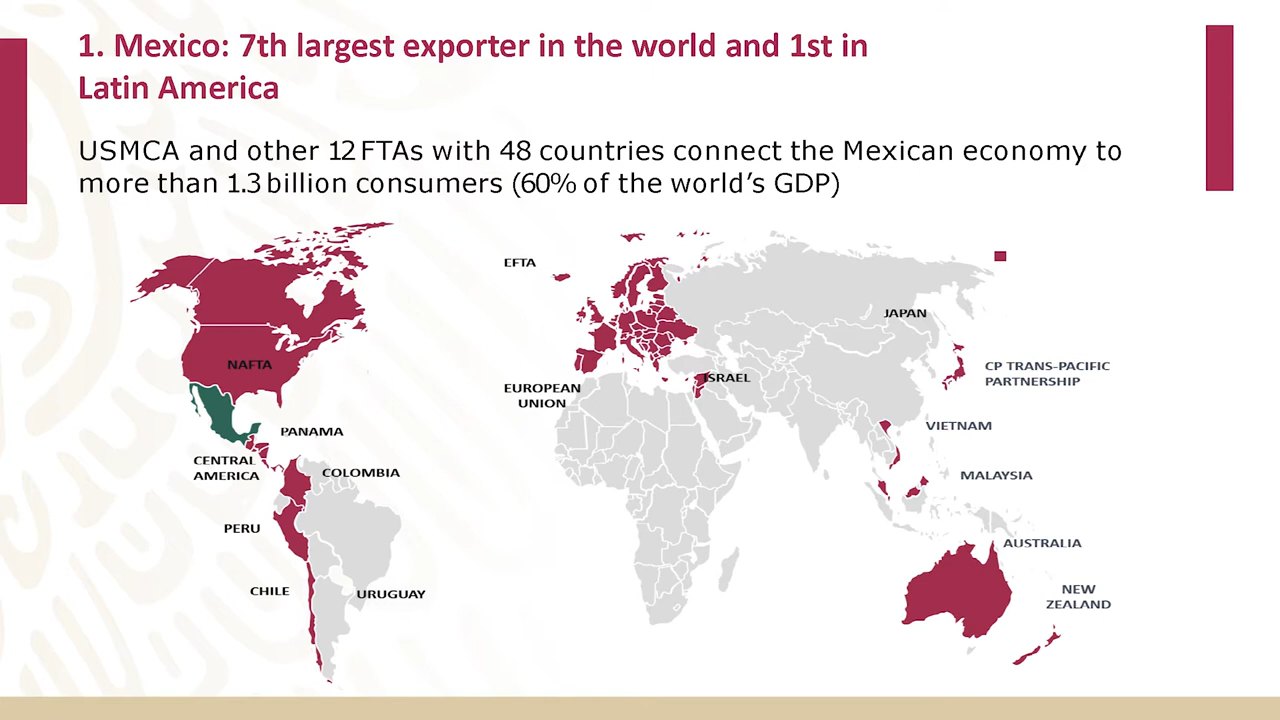 1. Mexico: 7th largest exporter in the world and 1st in
Latin America
USMCA and other 12 FTAs with 48 countries connect the Mexican economy to
more than 1.3 billion consumers (60% of the world’s GDP)
EFTA
JAPAN
NAFTA
CP TRANS-PACIFIC
PARTNERSHIP
ISRAEL
EUROPEAN
UNION
VIETNAM
PANAMA
CENTRAL
AMERICA
COLOMBIA
MALAYSIA
PERU
AUSTRALIA
CHILE
URUGUAY
NEW
ZEALAND